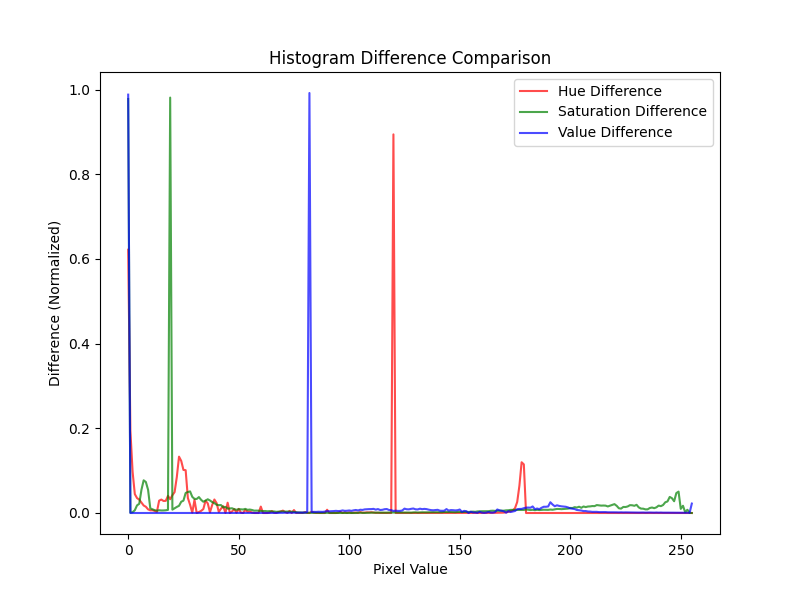 Histogram Difference Comparison
Hue Difference
Saturation Difference
Value Difference
Difference (Normalized)
1.0
0.8
0.6
0.4
0.2
0.0
0 50 100 150 200 250
Pixel Value